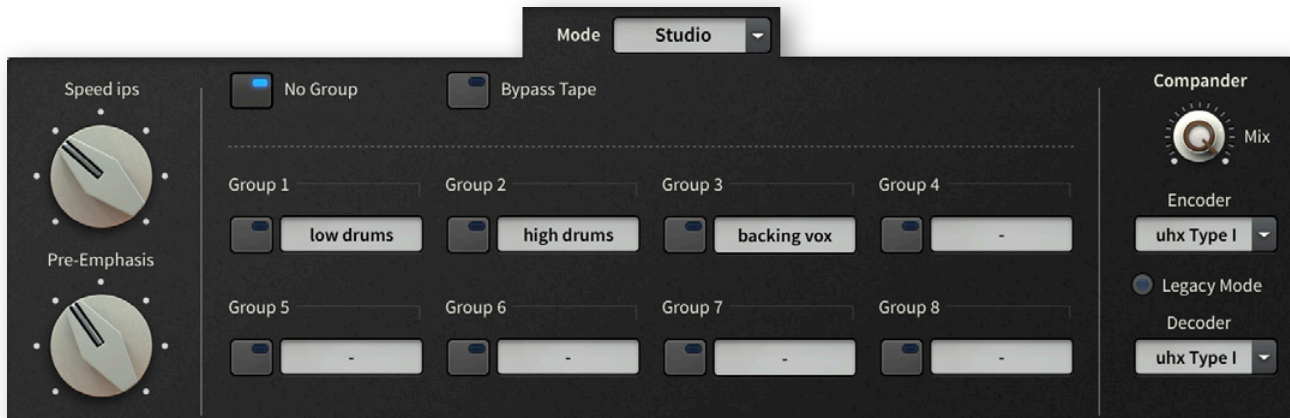 Mode Studio
Speed ips
No Group Bypass Tape
Compander
Mix
Group 1 Group 2 Group 3 Group 4
low drums high drums backing vox -
Encoder
uhx Type I
Pre-Emphasis
Legacy Mode
Group 5 Group 6 Group 7 Group 8
- - - -
Decoder
uhx Type I